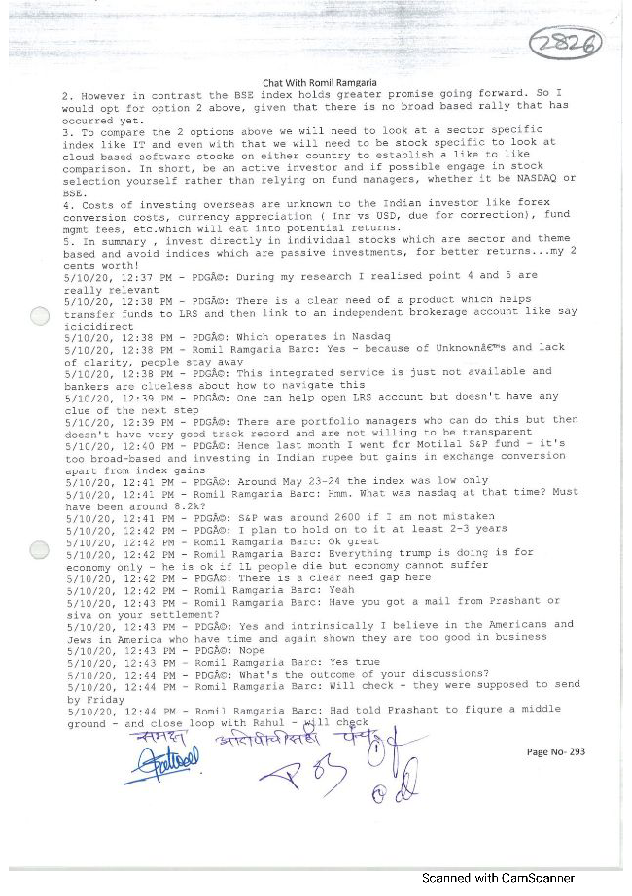 2826
Chat With Romil Ramgaria
2. However in contrast the BSE index holds greater promise going forward. So I
would opt for option 2 above, given that there is no broad based rally that has
occurred yet.
3. To compare the 2 options above we will need to look at a sector specific
index like IT and even with that we will need to be stock specific to look at
cloud based software stocks on either country to establish a like to like
comparison. In short, be an active investor and if possible engage in stock
selection yourself rather than relying on fund managers, whether it be NASDAQ or
BSE.
4. Costs of investing overseas are unknown to the Indian investor like forex
conversion costs, currency appreciation ( Inr vs USD, due for correction), fund
mgmt fees, etc.which will eat into potential returns.
5. In summary , invest directly in individual stocks which are sector and theme
based and avoid indices which are passive investments, for better returns...my 2
cents worth!
5/10/20, 12:37 PM - PDGÂ©: During my research I realised point 4 and 5 are
really relevant
5/10/20, 12:38 PM - PDGÂ©: There is a clear need of a product which helps
transfer funds to LRS and then link to an independent brokerage account like say
icicidirect
5/10/20, 12:38 PM - PDGÂ©: Which operates in Nasdaq
5/10/20, 12:38 PM - Romil Ramgaria Barc: Yes - because of Unknownâ€™s and lack
of clarity, people stay away
5/10/20, 12:38 PM - PDGÂ©: This integrated service is just not available and
bankers are clueless about how to navigate this
5/10/20, 12:39 PM - PDGÂ©: One can help open LRS account but doesn't have any
clue of the next step
5/10/20, 12:39 PM - PDGÂ©: There are portfolio managers who can do this but then
doesn't have very good track record and are not willing to be transparent
5/10/20, 12:40 PM - PDGÂ©: Hence last month I went for Motilal S&P fund - it's
too broad-based and investing in Indian rupee but gains in exchange conversion
apart from index gains
5/10/20, 12:41 PM - PDGÂ©: Around May 23-24 the index was low only
5/10/20, 12:41 PM - Romil Ramgaria Barc: Hmm. What was nasdaq at that time? Must
have been around 8.2k?
5/10/20, 12:41 PM - PDGÂ©: S&P was around 2600 if I am not mistaken
5/10/20, 12:42 PM - PDGÂ©: I plan to hold on to it at least 2-3 years
5/10/20, 12:42 PM - Romil Ramgaria Barc: Ok great
5/10/20, 12:42 PM - Romil Ramgaria Barc: Everything trump is doing is for
economy only - he is ok if 1L people die but economy cannot suffer
5/10/20, 12:42 PM - PDGÂ©: There is a clear need gap here
5/10/20, 12:42 PM - Romil Ramgaria Barc: Yeah
5/10/20, 12:43 PM - Romil Ramgaria Barc: Have you got a mail from Prashant or
siva on your settlement?
5/10/20, 12:43 PM - PDGÂ©: Yes and intrinsically I believe in the Americans and
Jews in America who have time and again shown they are too good in business
5/10/20, 12:43 PM - PDGÂ©: Nope
5/10/20, 12:43 PM - Romil Ramgaria Barc: Yes true
5/10/20, 12:44 PM - PDGÂ©: What's the outcome of your discussions?
5/10/20, 12:44 PM - Romil Ramgaria Barc: Will check - they were supposed to send
by Friday
5/10/20, 12:44 PM - Romil Ramgaria Barc: Had told Prashant to figure a middle
ground - and close loop with Rahul - will check
समक्ष
Page No- 293
Scanned with CamScanner